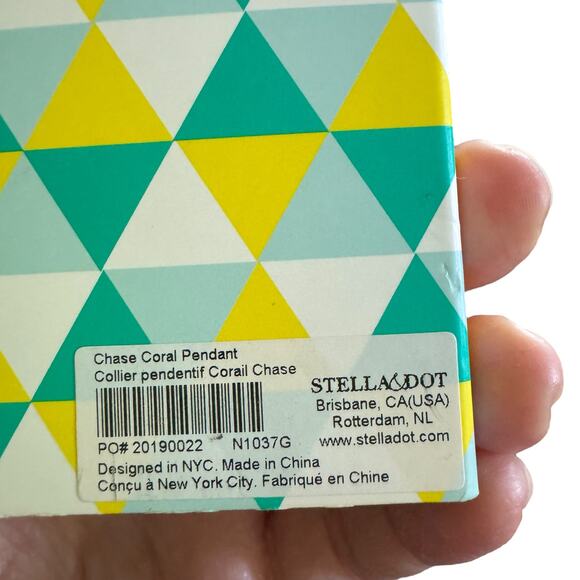 Chase Coral Pendant
Collier pendentif Corail Chase
STELLA&DOT
Brisbane, CA(USA)
Rotterdam, NL
www.stelladot.com
PO# 20190022 N1037G
Designed in NYC. Made in China
Conçu à New York City. Fabriqué en Chine